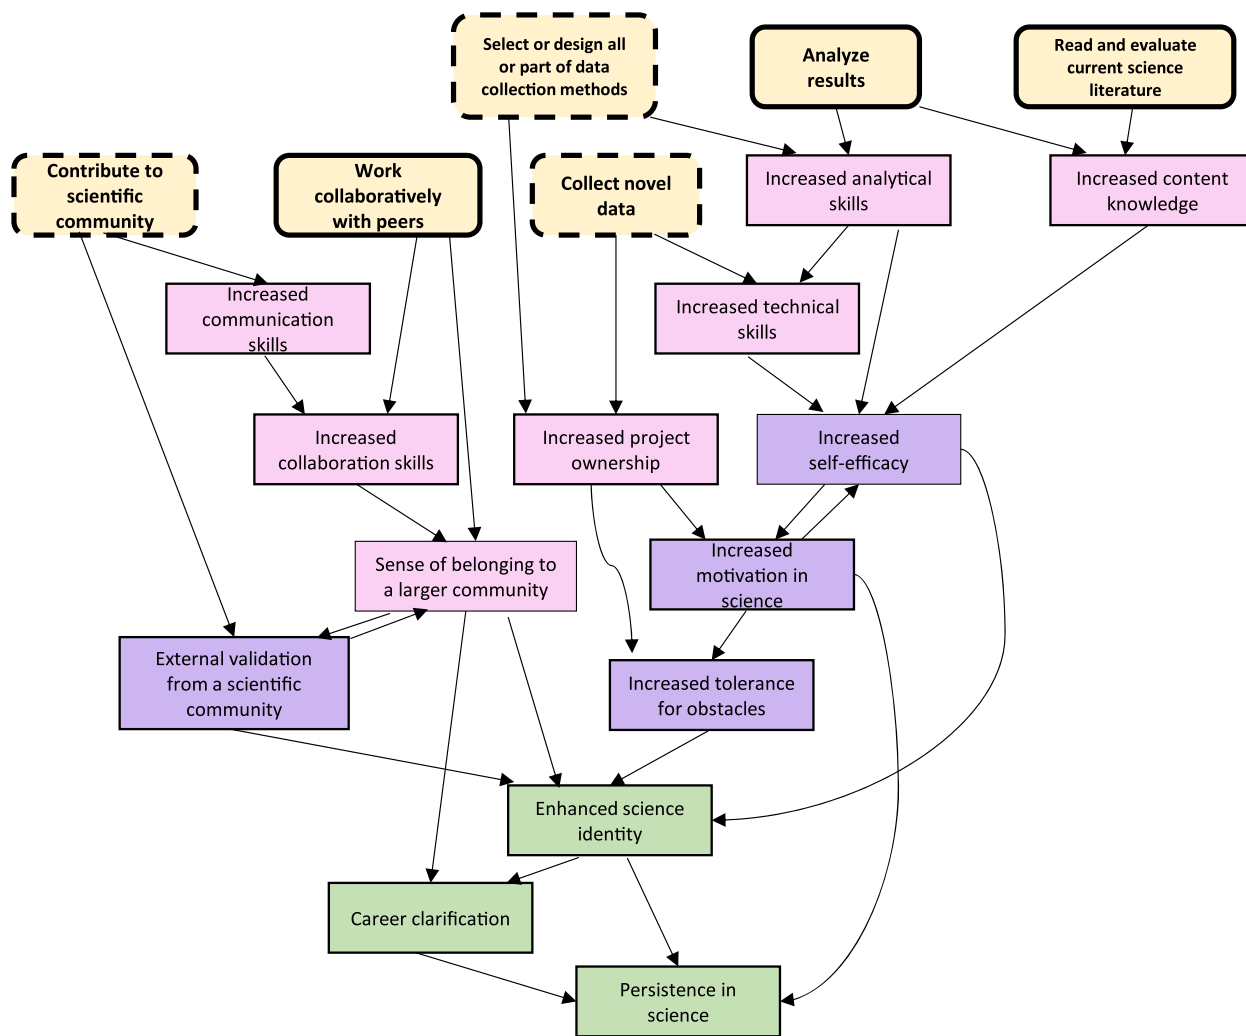 Select or design all
or part of data
collection methods
Analyze
results
Read and evaluate
current science
literature
Contribute to
scientific
community
Work
collaboratively
with peers
Collect novel
data
Increased analytical
skills
Increased content
knowledge
Increased
communication
skills
Increased technical
skills
Increased
collaboration skills
Increased project
ownership
Increased
self-efficacy
Sense of belonging to
a larger community
Increased
motivation in
science
External validation
from a scientific
community
Increased tolerance
for obstacles
Enhanced science
identity
Career clarification
Persistence in
science